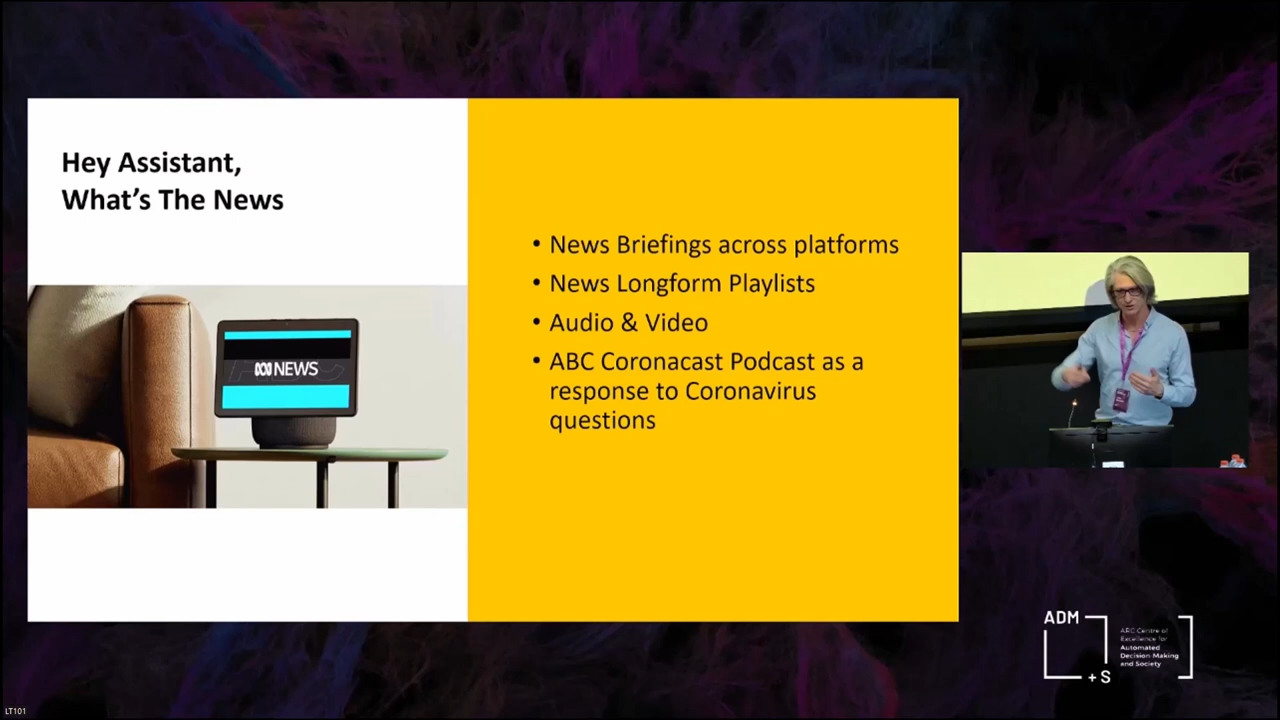 Hey Assistant,
What's The News
ABC NEWS
• News Briefings across platforms
• News Longform Playlists
• Audio & Video
• ABC Coronacast Podcast as a
response to Coronavirus
questions
ADM
+ S
ARC Centre of
Excellence for
Automated
Decision-Making
and Society
LT101